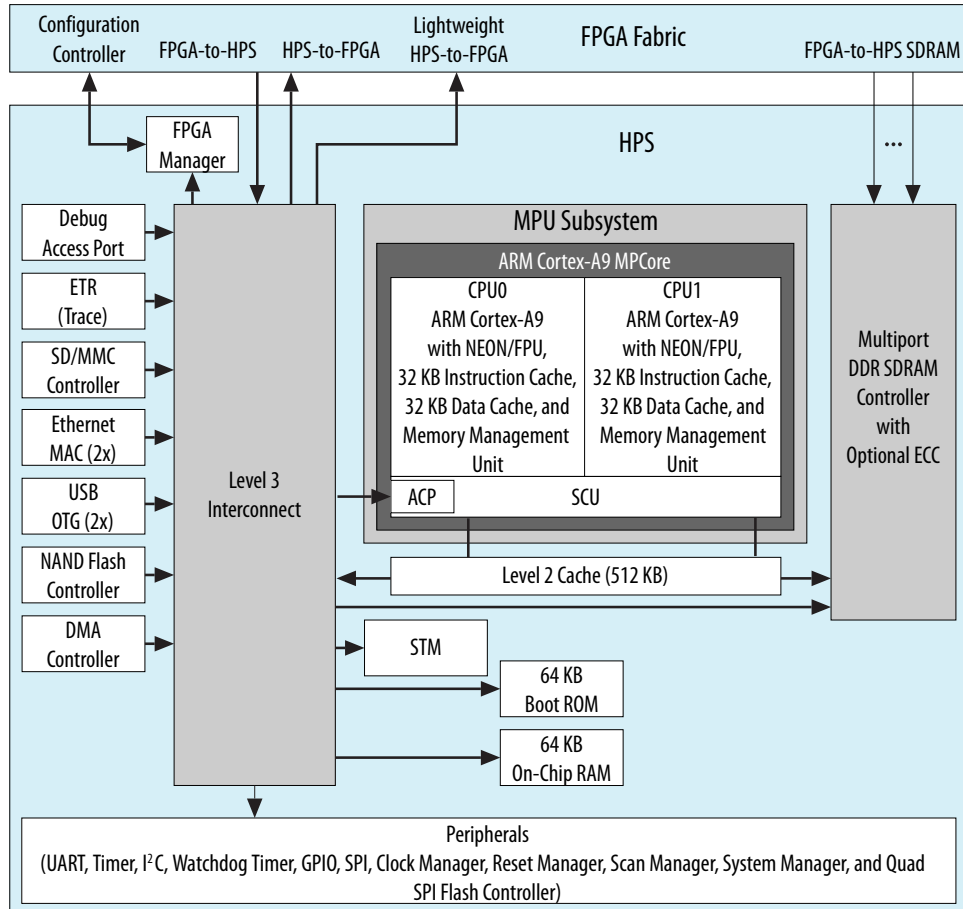 Configuration
Controller
FPGA-to-HPS
HPS-to-FPGA
Lightweight
HPS-to-FPGA
FPGA Fabric
FPGA-to-HPS SDRAM
FPGA
Manager
HPS
...
Debug
Access Port
ETR
(Trace)
SD/MMC
Controller
Ethernet
MAC (2x)
USB
OTG (2x)
NAND Flash
Controller
DMA
Controller
Level 3
Interconnect
MPU Subsystem
ARM Cortex-A9 MPCore
CPU0
ARM Cortex-A9
with NEON/FPU,
32 KB Instruction Cache,
32 KB Data Cache, and
Memory Management
Unit
CPU1
ARM Cortex-A9
with NEON/FPU,
32 KB Instruction Cache,
32 KB Data Cache, and
Memory Management
Unit
ACP
SCU
Level 2 Cache (512 KB)
Multiport
DDR SDRAM
Controller
with
Optional ECC
STM
64 KB
Boot ROM
64 KB
On-Chip RAM
Peripherals
(UART, Timer, I²C, Watchdog Timer, GPIO, SPI, Clock Manager, Reset Manager, Scan Manager, System Manager, and Quad
SPI Flash Controller)